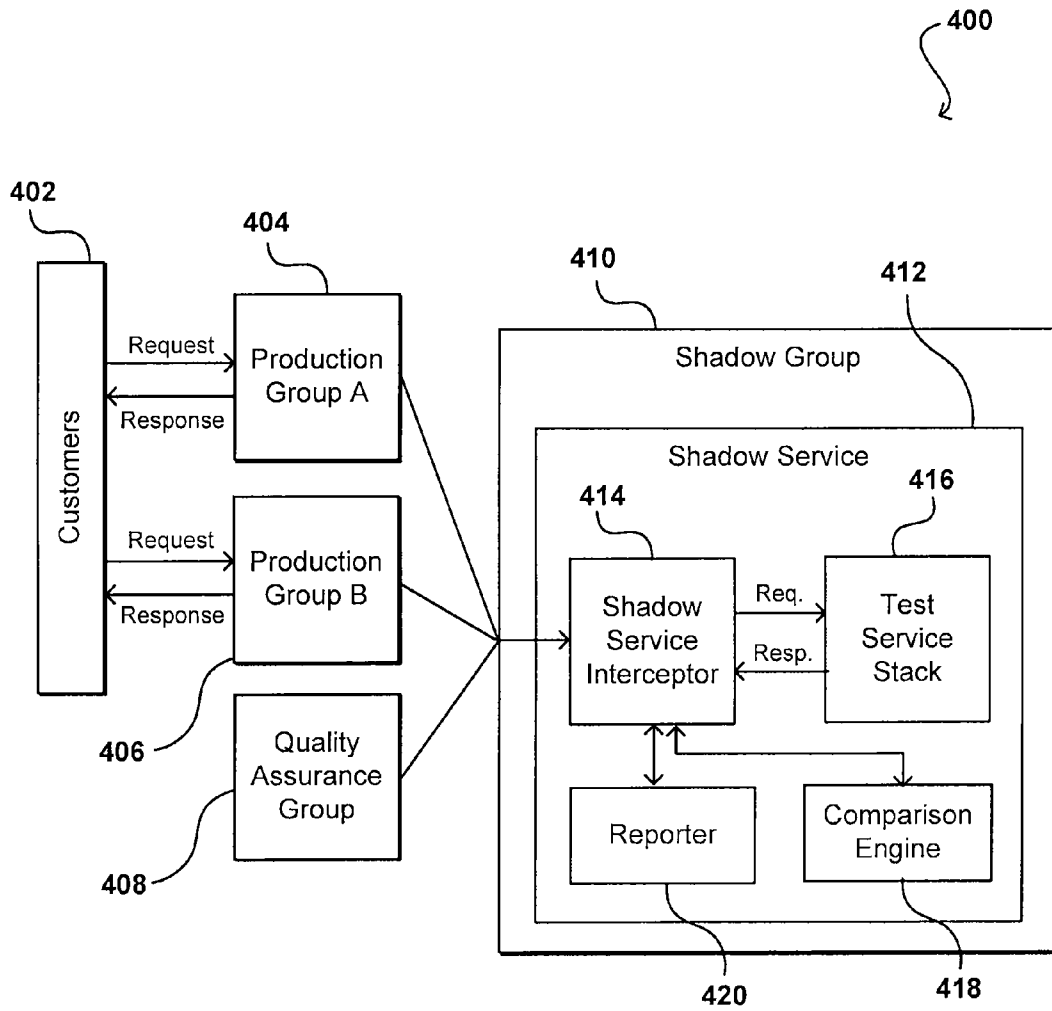 400
402
404
410
412
Customers
Request
Response
Production
Group A
Shadow Group
Shadow Service
414
416
Request
Response
Production
Group B
Shadow
Service
Interceptor
Req.
Resp.
Test
Service
Stack
406
Quality
Assurance
Group
408
Reporter
Comparison
Engine
420
418